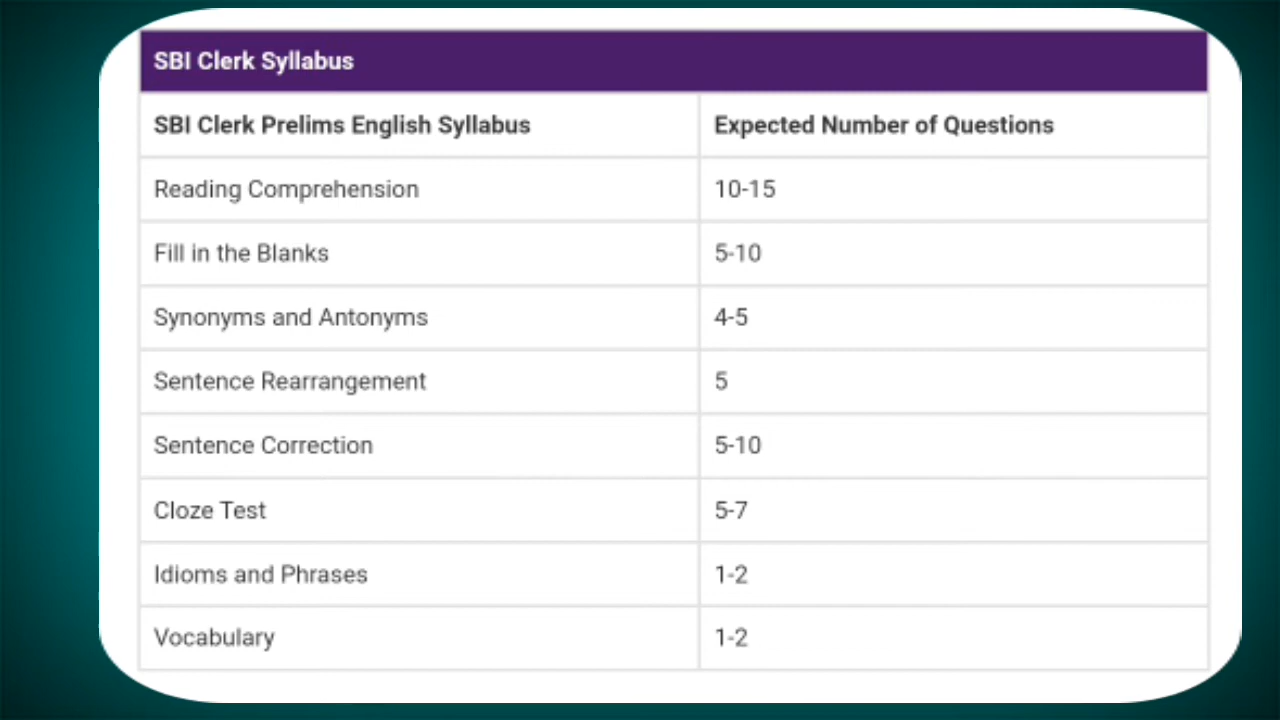 SBI Clerk Syllabus
SBI Clerk Prelims English Syllabus Expected Number of Questions
Reading Comprehension 10-15
Fill in the Blanks 5-10
Synonyms and Antonyms 4-5
Sentence Rearrangement 5
Sentence Correction 5-10
Cloze Test 5-7
Idioms and Phrases 1-2
Vocabulary 1-2